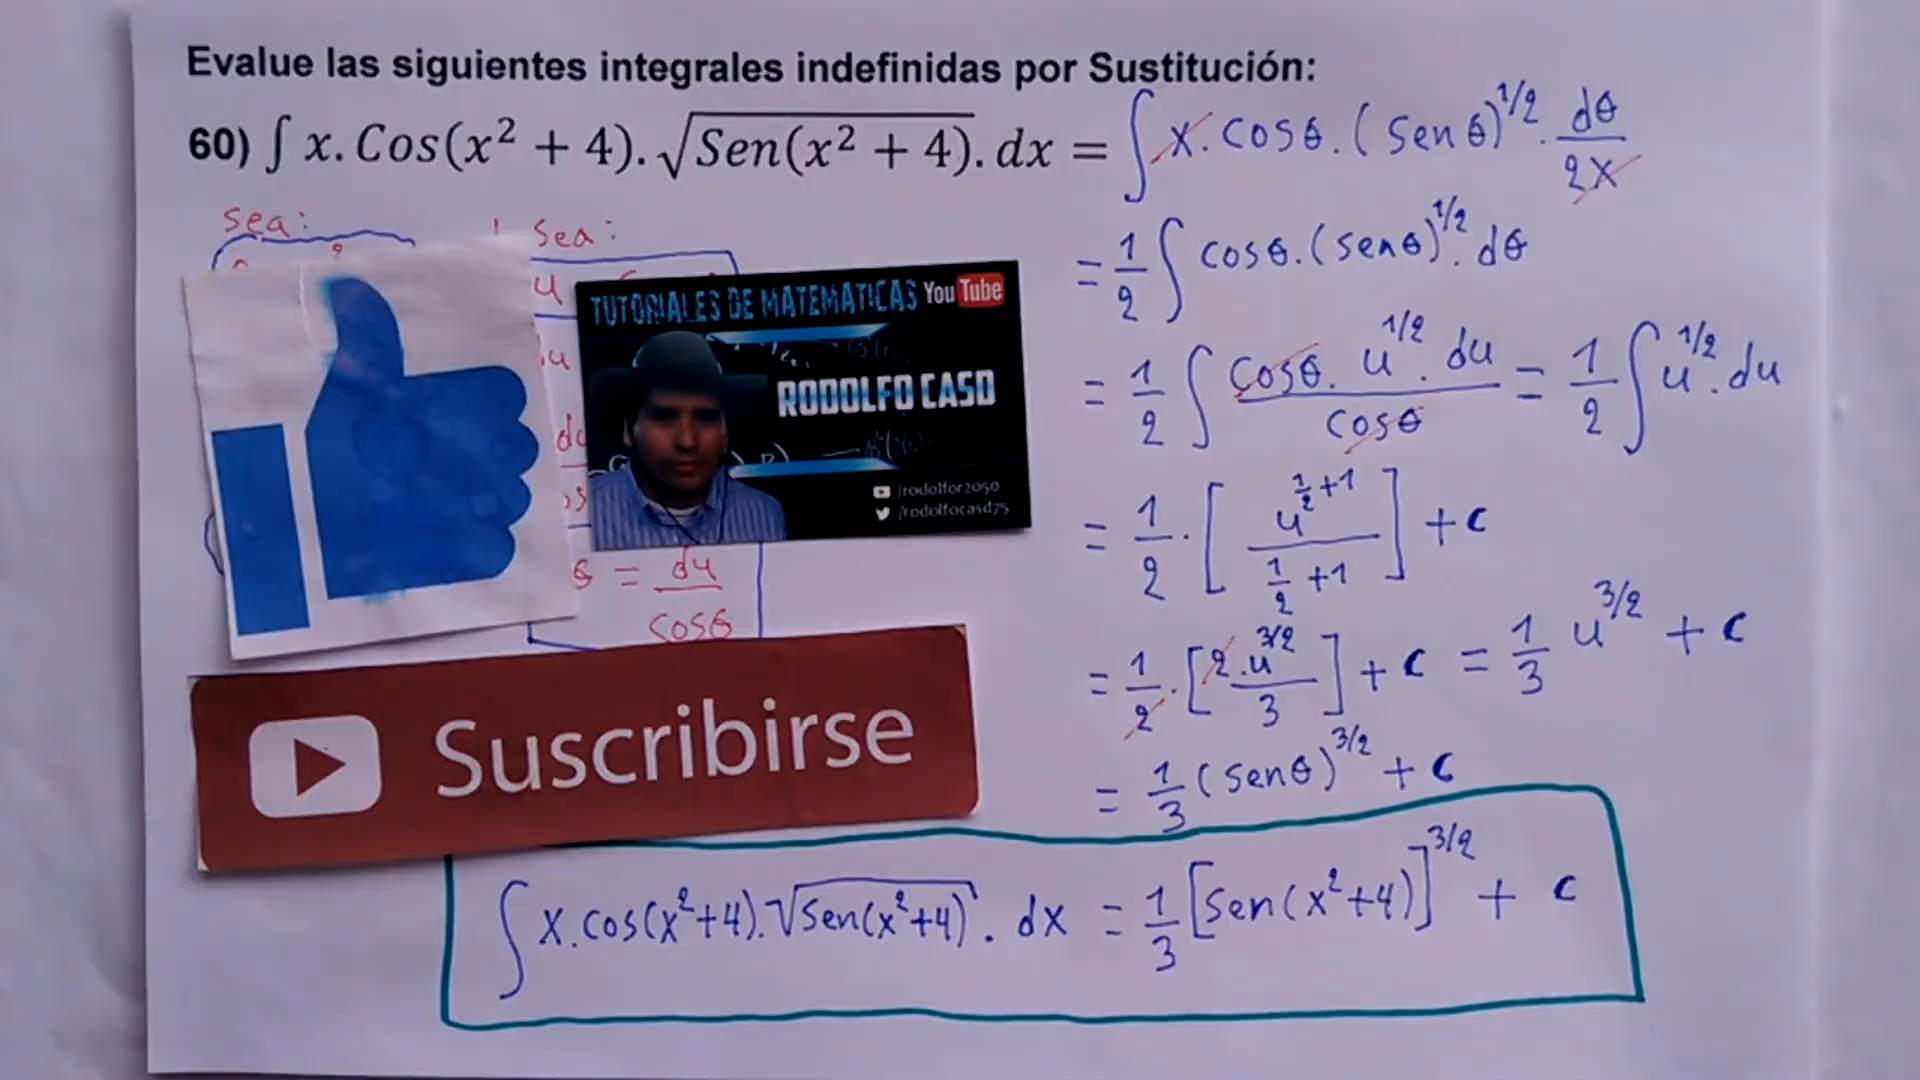 Evalue las siguientes integrales indefinidas por Sustitución:
60) ∫ x.Cos(x² + 4).√Sen(x² + 4).dx = ∫ x.cosθ.(senθ)^1/2.dθ/2x
sea:
sea:
= 1/2 ∫ cosθ.(senθ)^1/2.dθ
u
TUTORIALES DE MATEMATICAS YouTube
RODOLFO CASO
/rodolfor2050
/rodolfocasd75
= 1/2 ∫ cosθ.u^1/2.du/cosθ = 1/2 ∫ u^1/2.du
= 1/2.[u^(1/2+1)/(1/2+1)] + c
θ = du/cosθ
= 1/2.[2.u^3/2/3] + c = 1/3 u^3/2 + c
Suscribirse
= 1/3 (senθ)^3/2 + c
∫ x.cos(x²+4).√sen(x²+4).dx = 1/3 [sen(x²+4)]^3/2 + c